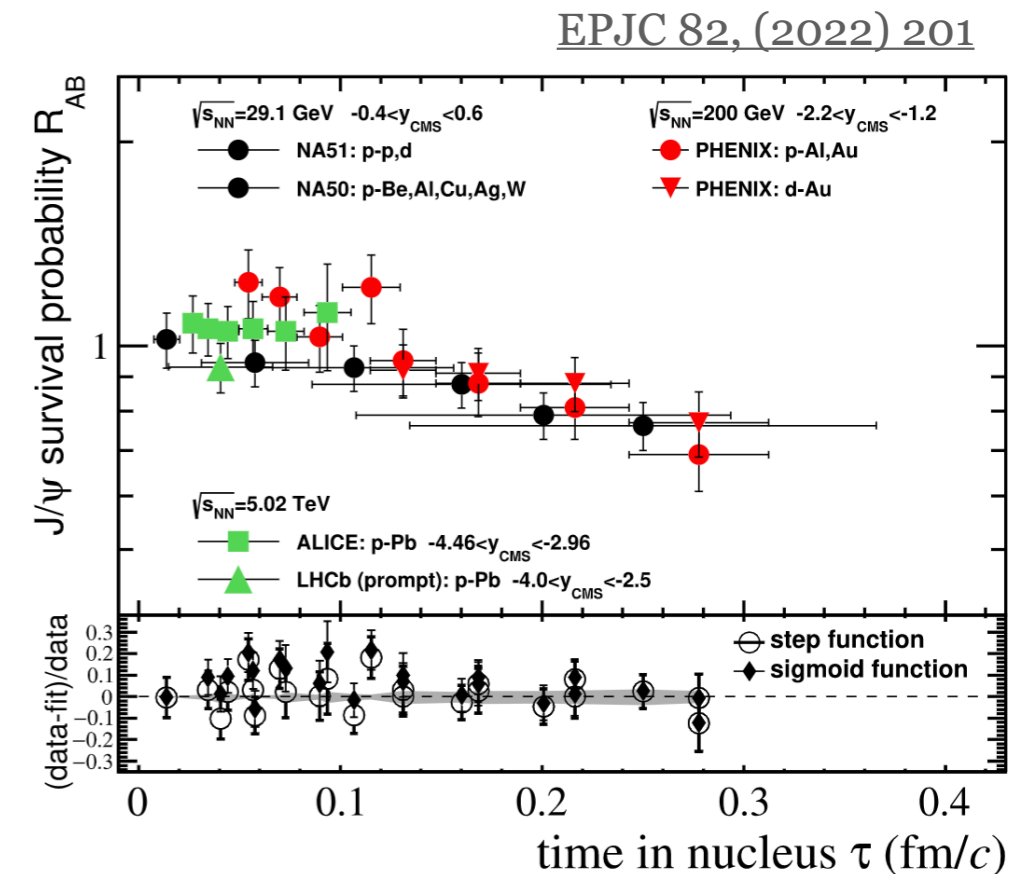 EPJC 82, (2022) 201
J/ψ survival probability R_AB
√s_NN=29.1 GeV -0.4<y_CMS<0.6
NA51: p-p,d
NA50: p-Be,Al,Cu,Ag,W
√s_NN=200 GeV -2.2<y_CMS<-1.2
PHENIX: p-Al,Au
PHENIX: d-Au
1
√s_NN=5.02 TeV
ALICE: p-Pb -4.46<y_CMS<-2.96
LHCb (prompt): p-Pb -4.0<y_CMS<-2.5
(data-fit)/data
0.3
0.2
0.1
0
−0.1
−0.2
−0.3
step function
sigmoid function
0 0.1 0.2 0.3 0.4
time in nucleus τ (fm/c)